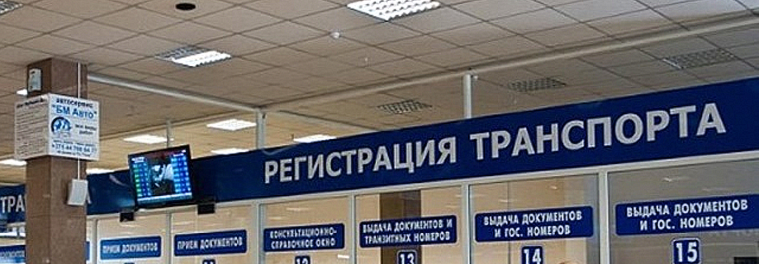 АВТОСЕРВИС
"БМ Авто"
РЕГИСТРАЦИЯ ТРАНСПОРТА
ПРИЕМ ДОКУМЕНТОВ
ПРИЕМ ДОКУМЕНТОВ
КОНСУЛЬТАЦИОННО-
СПРАВОЧНОЕ ОКНО
12
ВЫДАЧА ДОКУМЕНТОВ И
ТРАНЗИТНЫХ НОМЕРОВ
13
ВЫДАЧА ДОКУМЕНТОВ
И ГОС. НОМЕРОВ
14
ВЫДАЧА ДОКУМЕНТОВ
И ГОС. НОМЕРОВ
15